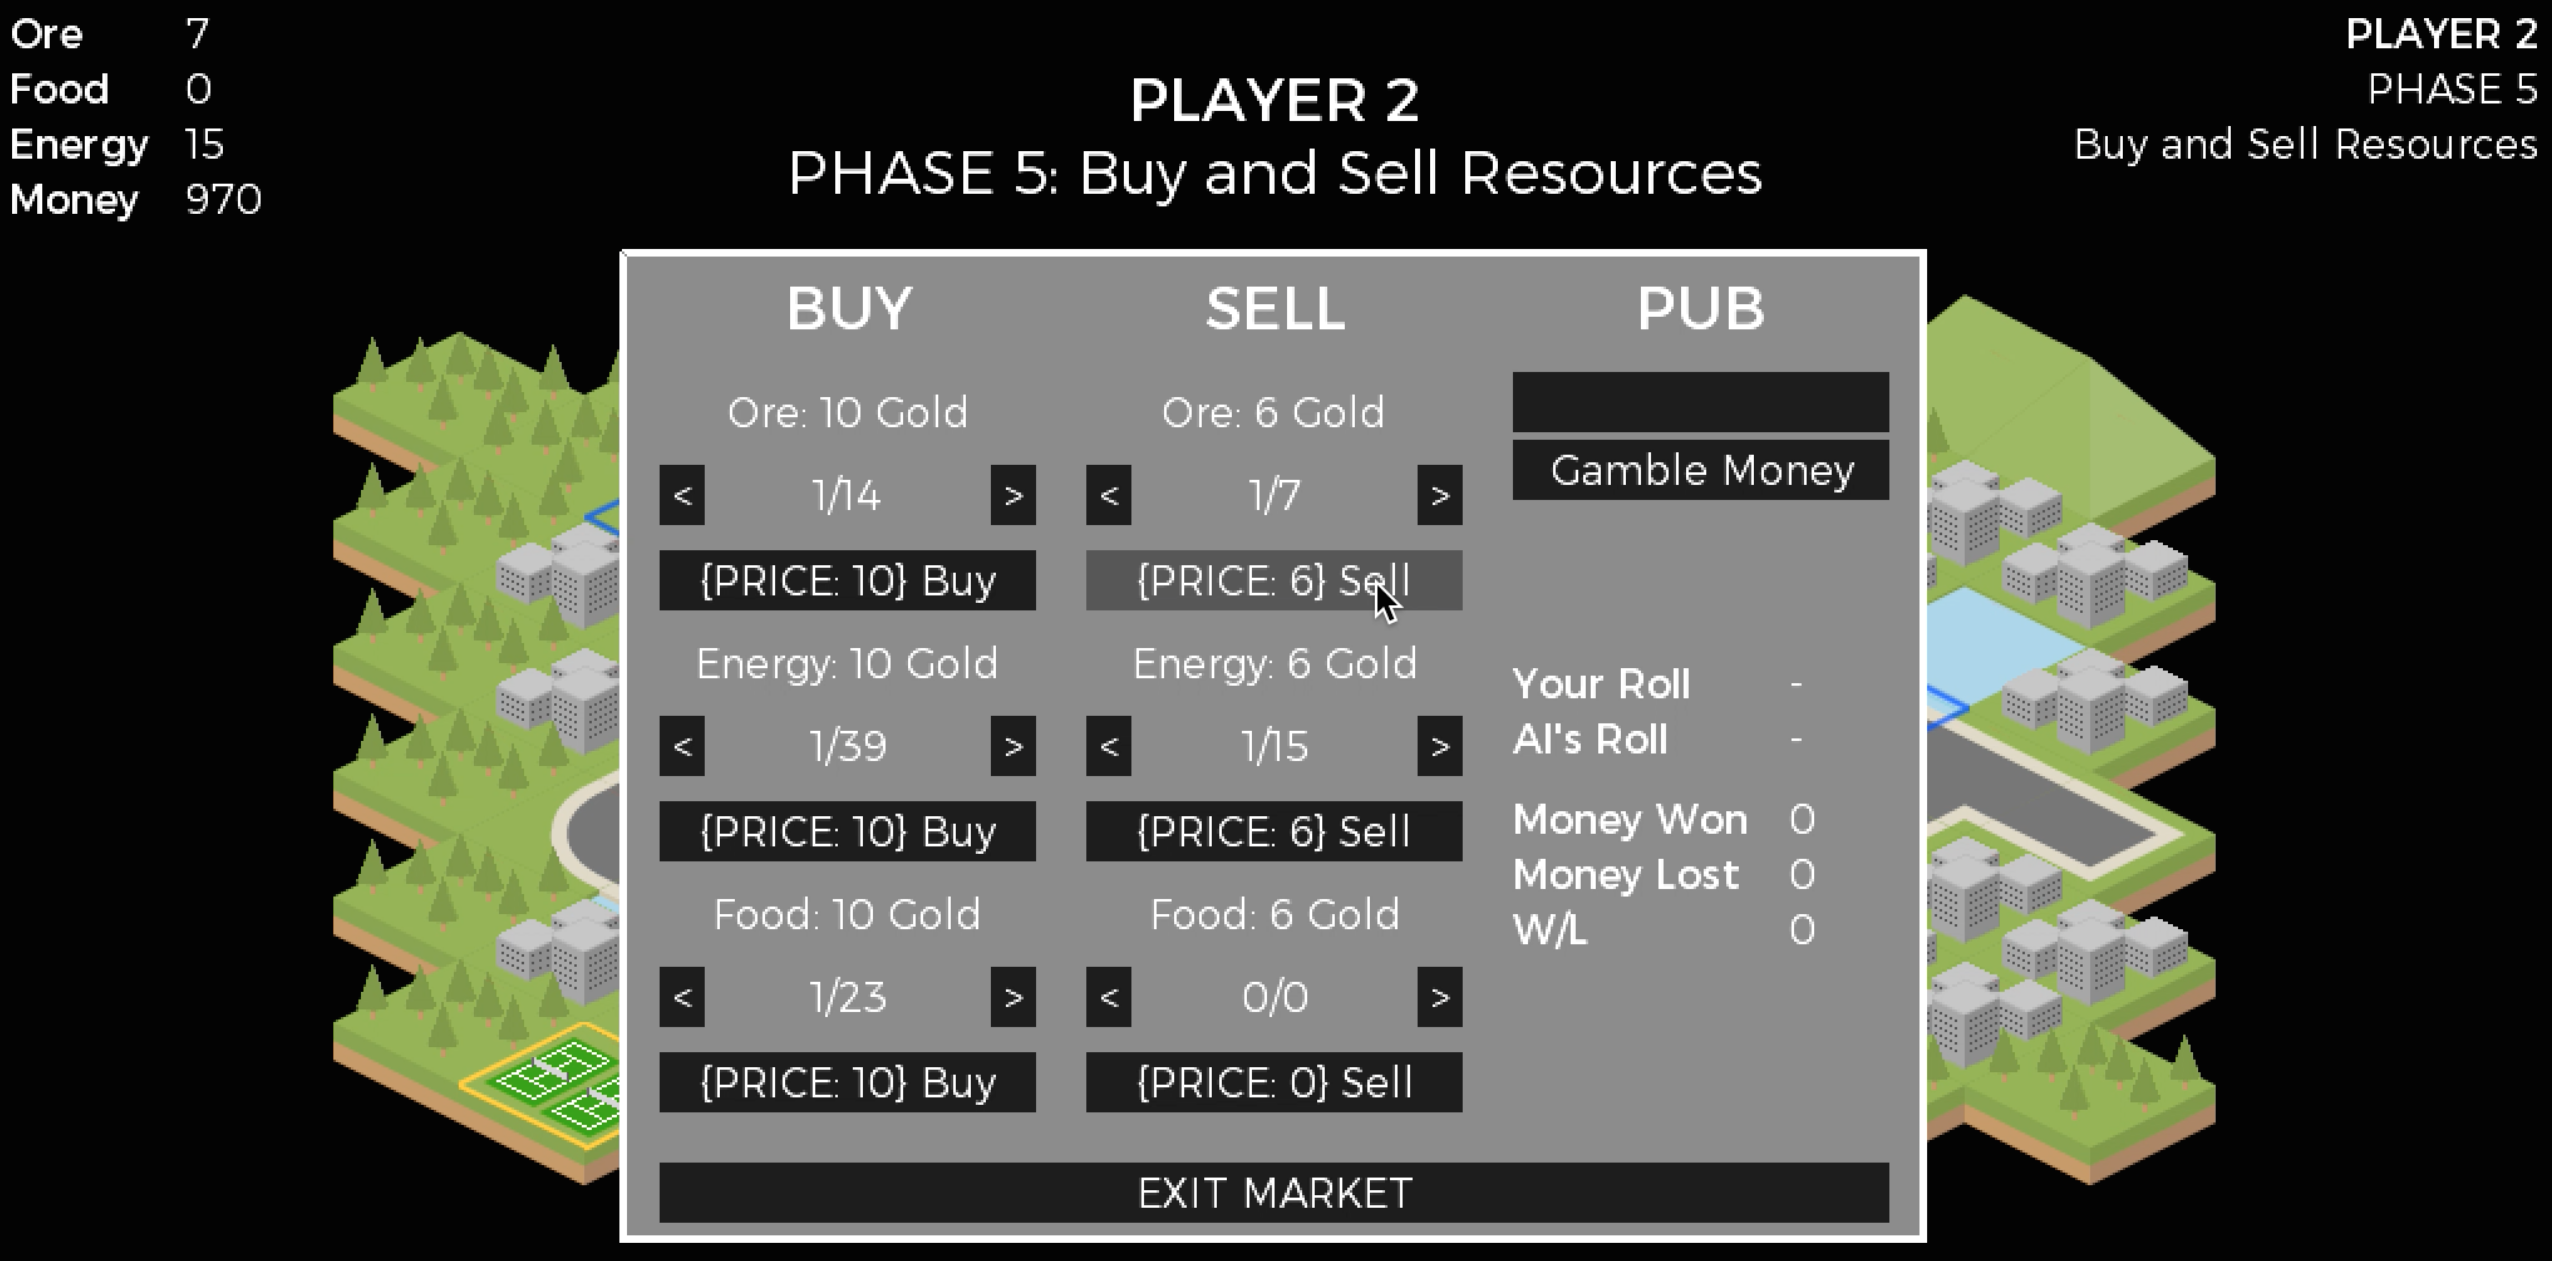 Ore 7
Food 0
Energy 15
Money 970
PLAYER 2
PHASE 5: Buy and Sell Resources
PLAYER 2
PHASE 5
Buy and Sell Resources
BUY
Ore: 10 Gold
< 1/14 >
{PRICE: 10} Buy
Energy: 10 Gold
< 1/39 >
{PRICE: 10} Buy
Food: 10 Gold
< 1/23 >
{PRICE: 10} Buy
SELL
Ore: 6 Gold
< 1/7 >
{PRICE: 6} Sell
Energy: 6 Gold
< 1/15 >
{PRICE: 6} Sell
Food: 6 Gold
< 0/0 >
{PRICE: 0} Sell
PUB
Gamble Money
Your Roll -
AI's Roll -
Money Won 0
Money Lost 0
W/L 0
EXIT MARKET